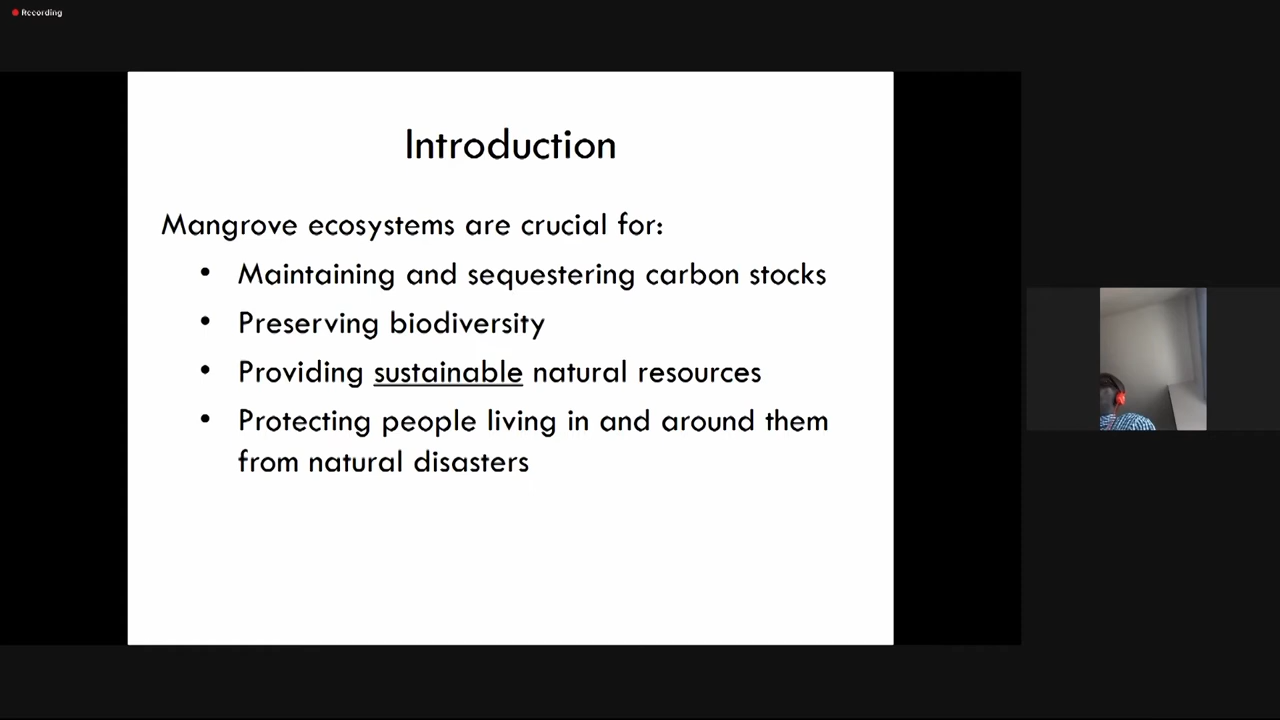 Recording
Introduction
Mangrove ecosystems are crucial for:
• Maintaining and sequestering carbon stocks
• Preserving biodiversity
• Providing sustainable natural resources
• Protecting people living in and around them
from natural disasters